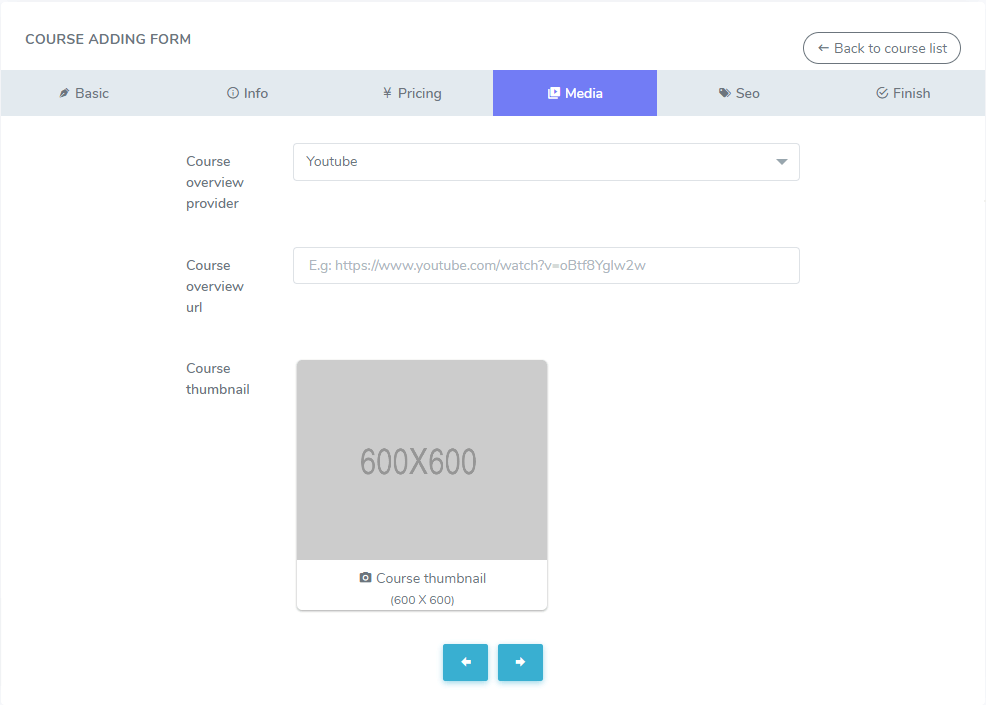 COURSE ADDING FORM
← Back to course list
Basic
Info
¥ Pricing
Media
Seo
Finish
Course
overview
provider
Youtube
Course
overview
url
E.g: https://www.youtube.com/watch?v=oBtf8Yglw2w
Course
thumbnail
600X600
Course thumbnail
(600 X 600)